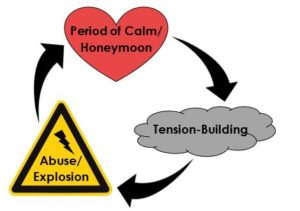 Period of Calm/
Honeymoon
Tension-Building
Abuse/
Explosion